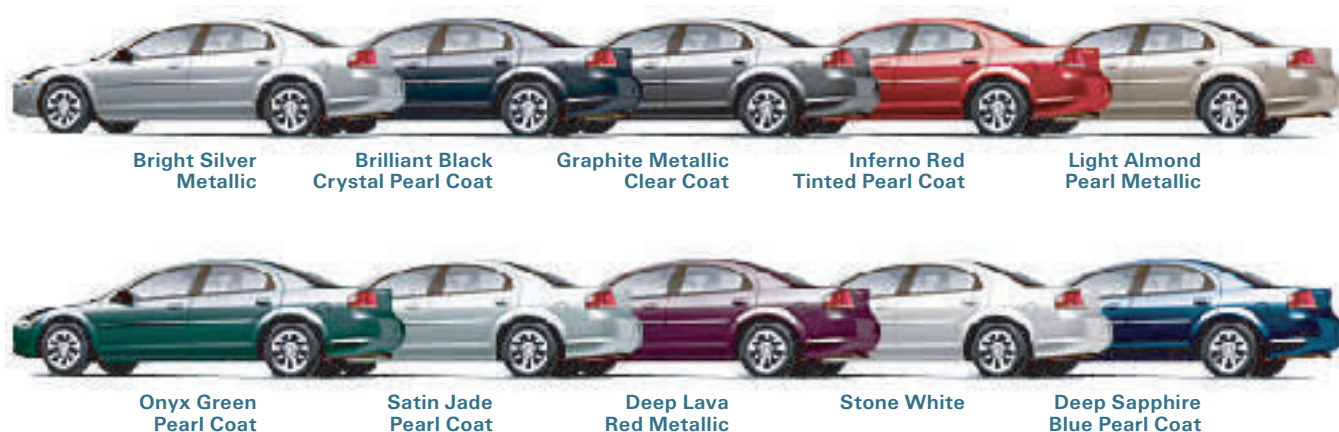 Bright Silver
Metallic
Brilliant Black
Crystal Pearl Coat
Graphite Metallic
Clear Coat
Inferno Red
Tinted Pearl Coat
Light Almond
Pearl Metallic
Onyx Green
Pearl Coat
Satin Jade
Pearl Coat
Deep Lava
Red Metallic
Stone White
Deep Sapphire
Blue Pearl Coat